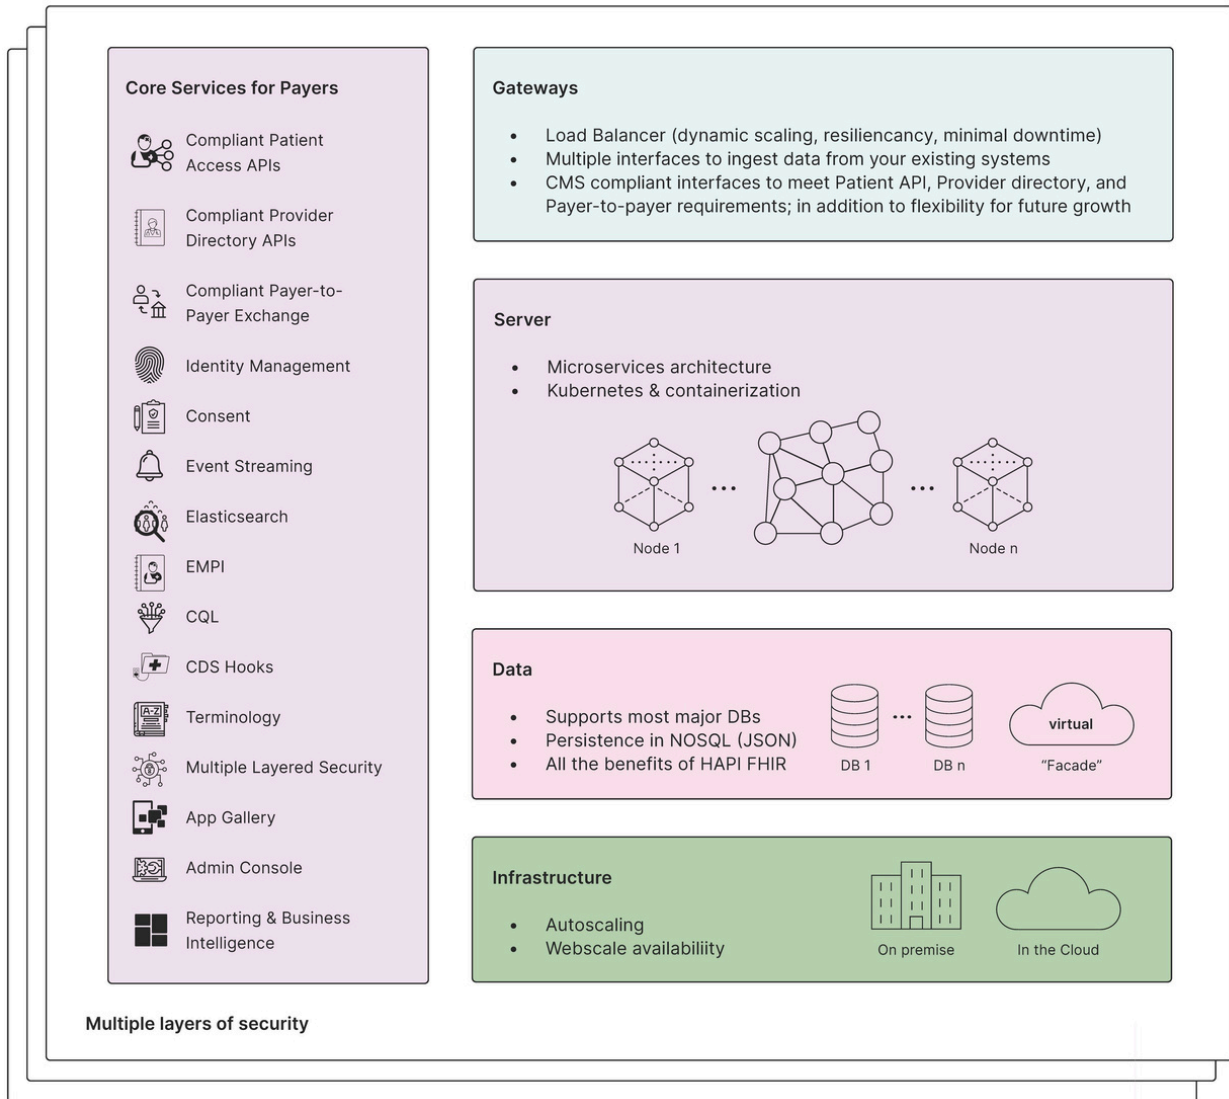 Core Services for Payers
Compliant Patient
Access APIs
Compliant Provider
Directory APIs
Compliant Payer-to-
Payer Exchange
Identity Management
Consent
Event Streaming
Elasticsearch
EMPI
CQL
CDS Hooks
A-Z
Terminology
Multiple Layered Security
App Gallery
Admin Console
Reporting & Business
Intelligence
Gateways
• Load Balancer (dynamic scaling, resiliencancy, minimal downtime)
• Multiple interfaces to ingest data from your existing systems
• CMS compliant interfaces to meet Patient API, Provider directory, and
Payer-to-payer requirements; in addition to flexibility for future growth
Server
• Microservices architecture
• Kubernetes & containerization
...
...
Node 1
Node n
Data
• Supports most major DBs
• Persistence in NOSQL (JSON)
• All the benefits of HAPI FHIR
...
virtual
DB 1
DB n
“Facade”
Infrastructure
• Autoscaling
• Webscale availabiliity
On premise
In the Cloud
Multiple layers of security